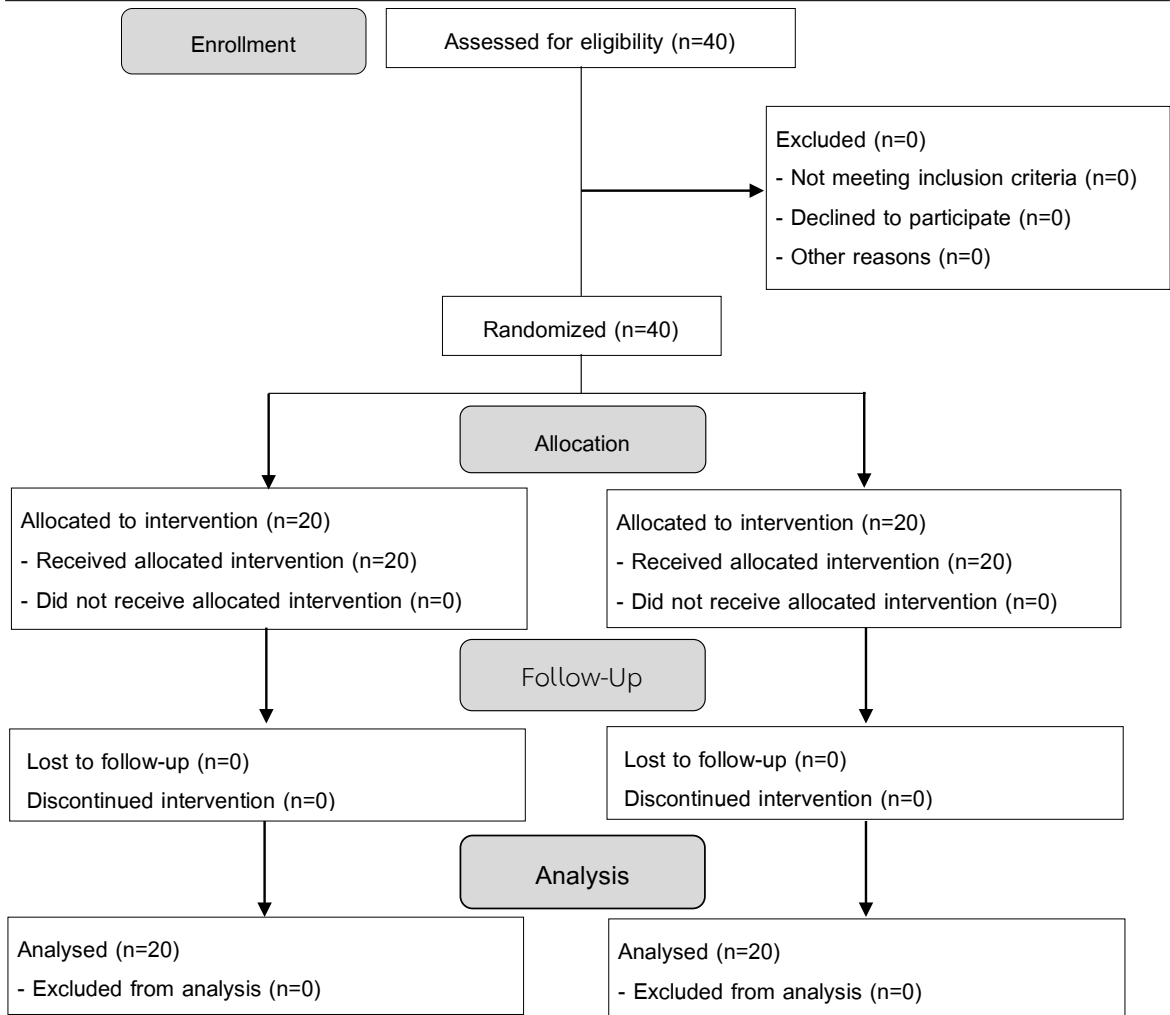 Enrollment
Assessed for eligibility (n=40)
Excluded (n=0)
- Not meeting inclusion criteria (n=0)
- Declined to participate (n=0)
- Other reasons (n=0)
Randomized (n=40)
Allocation
Allocated to intervention (n=20)
- Received allocated intervention (n=20)
- Did not receive allocated intervention (n=0)
Allocated to intervention (n=20)
- Received allocated intervention (n=20)
- Did not receive allocated intervention (n=0)
Follow-Up
Lost to follow-up (n=0)
Discontinued intervention (n=0)
Lost to follow-up (n=0)
Discontinued intervention (n=0)
Analysis
Analysed (n=20)
- Excluded from analysis (n=0)
Analysed (n=20)
- Excluded from analysis (n=0)